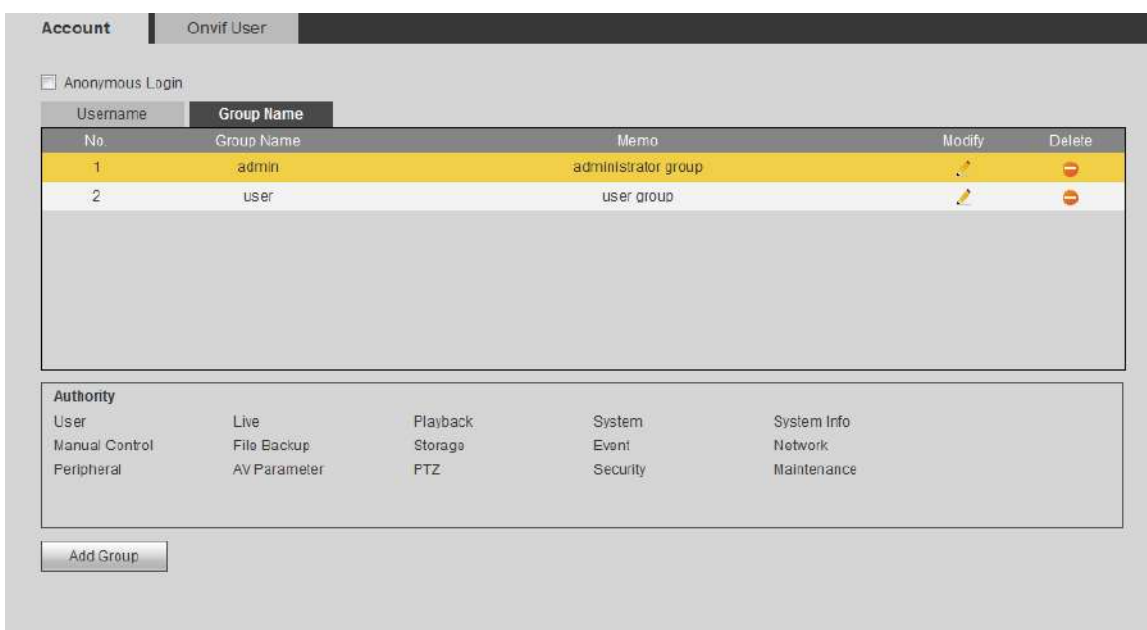 Account Onvif User
Anonymous Login
Username Group Name
No. Group Name Memo Modify Delete
1 admin administrator group
2 user user group
Authority
User Live Playback System System Info
Manual Control File Backup Storage Event Network
Peripheral AV Parameter PTZ Security Maintenance
Add Group